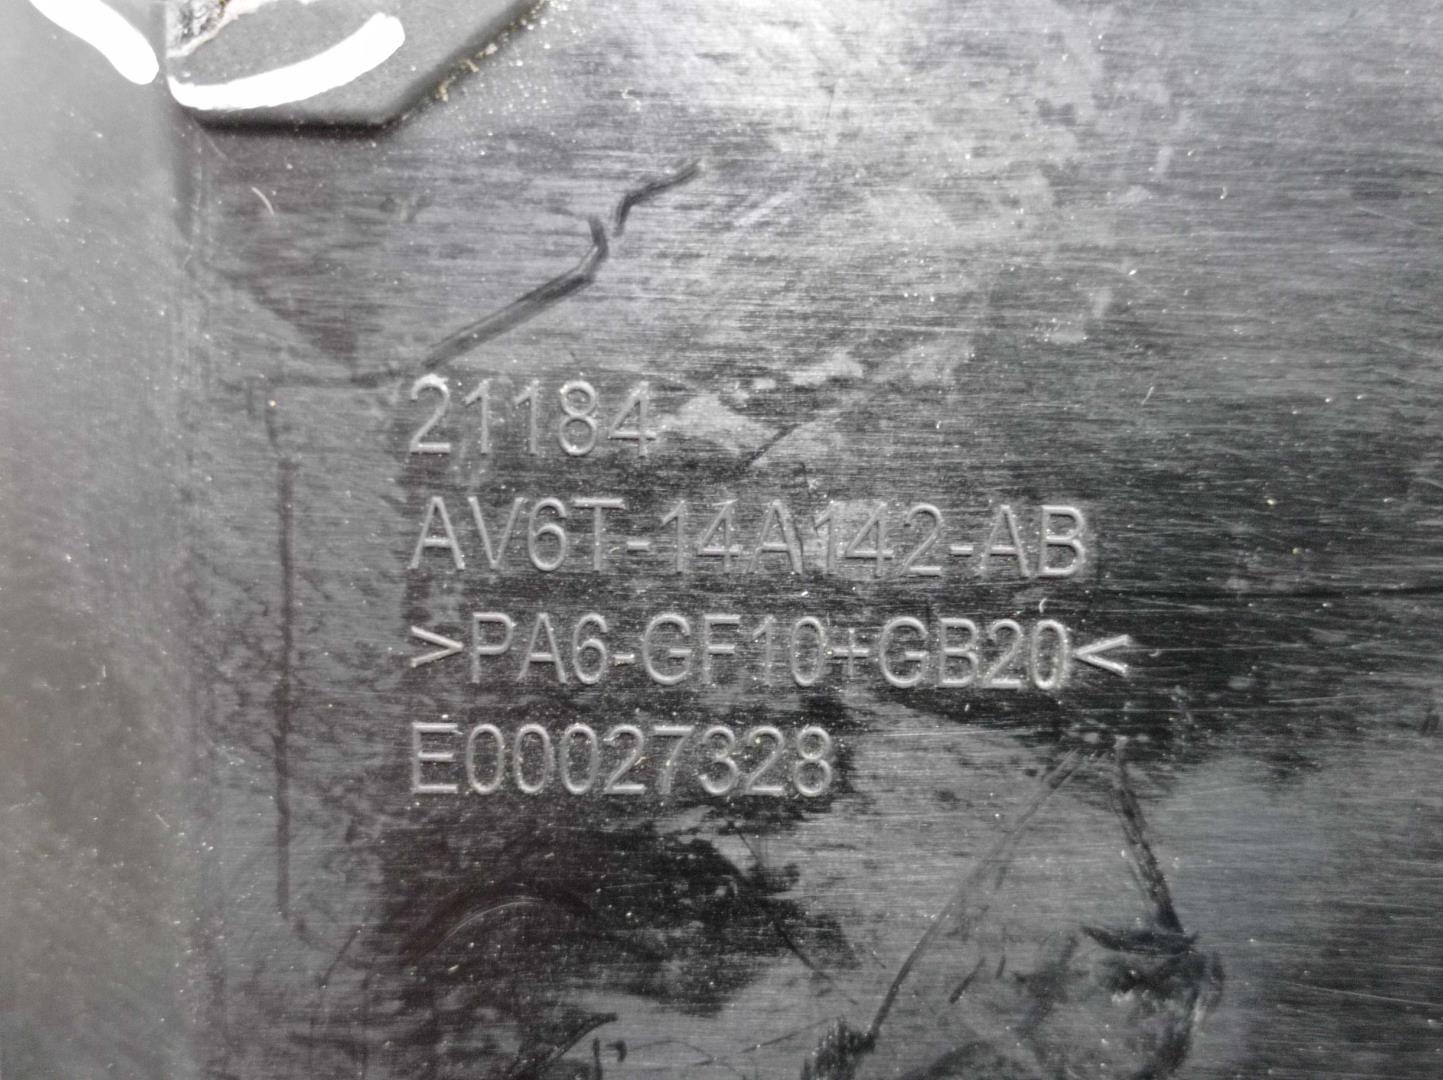 21184
AV6T-14A142-AB
>PA6-GF10+GB20<
E00027328